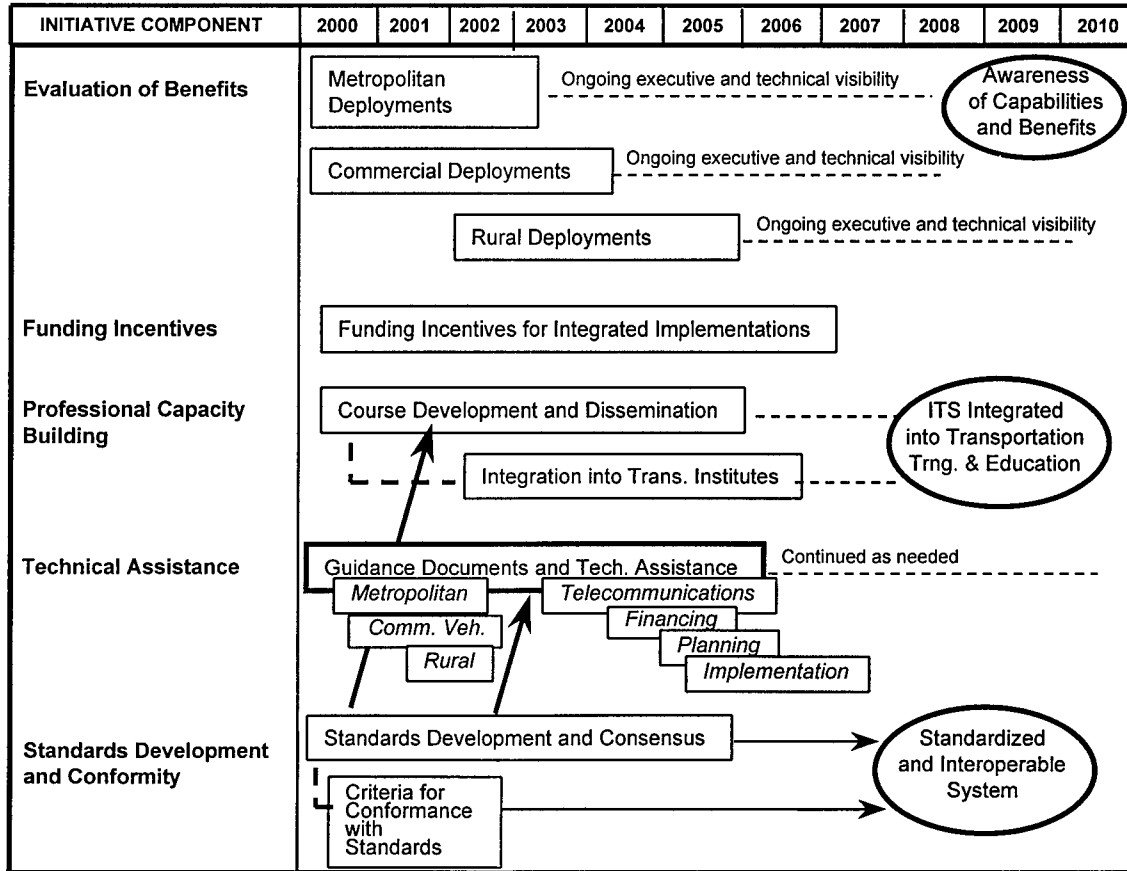 INITIATIVE COMPONENT 2000 2001 2002 2003 2004 2005 2006 2007 2008 2009 2010
Evaluation of Benefits
Metropolitan
Deployments
Ongoing executive and technical visibility
Awareness
of Capabilities
and Benefits
Commercial Deployments
Ongoing executive and technical visibility
Rural Deployments
Ongoing executive and technical visibility
Funding Incentives
Funding Incentives for Integrated Implementations
Professional Capacity
Building
Course Development and Dissemination
Integration into Trans. Institutes
ITS Integrated
into Transportation
Trng. & Education
Technical Assistance
Guidance Documents and Tech. Assistance
Continued as needed
Metropolitan
Comm. Veh.
Rural
Telecommunications
Financing
Planning
Implementation
Standards Development
and Conformity
Standards Development and Consensus
Criteria for
Conformance
with
Standards
Standardized
and Interoperable
System